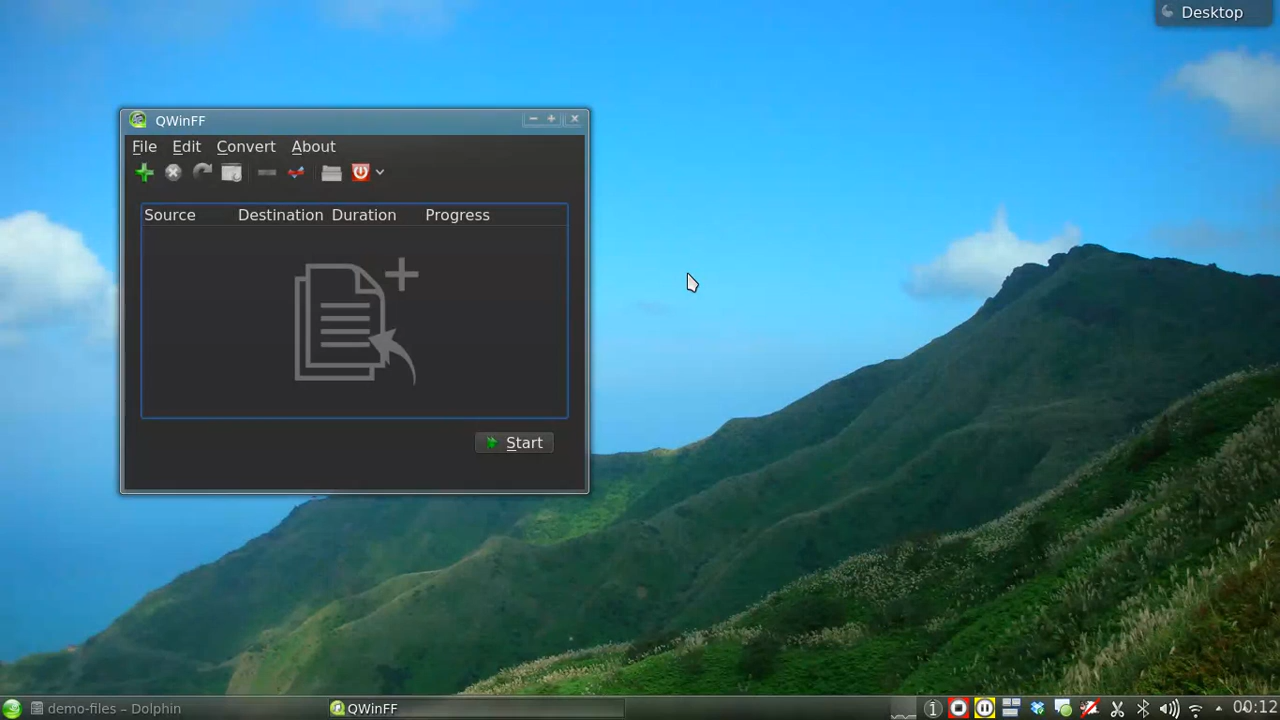 Desktop
QWinFF
File Edit Convert About
Source Destination Duration Progress
Start
demo-files – Dolphin QWinFF 00:12